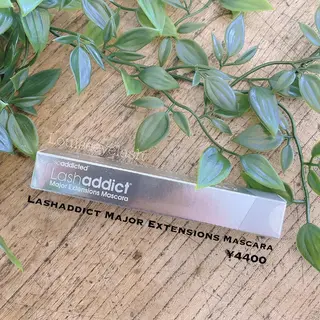 addicted
Lashaddict
Major Extensions Mascara
Lashaddict Major Extensions Mascara
¥4400